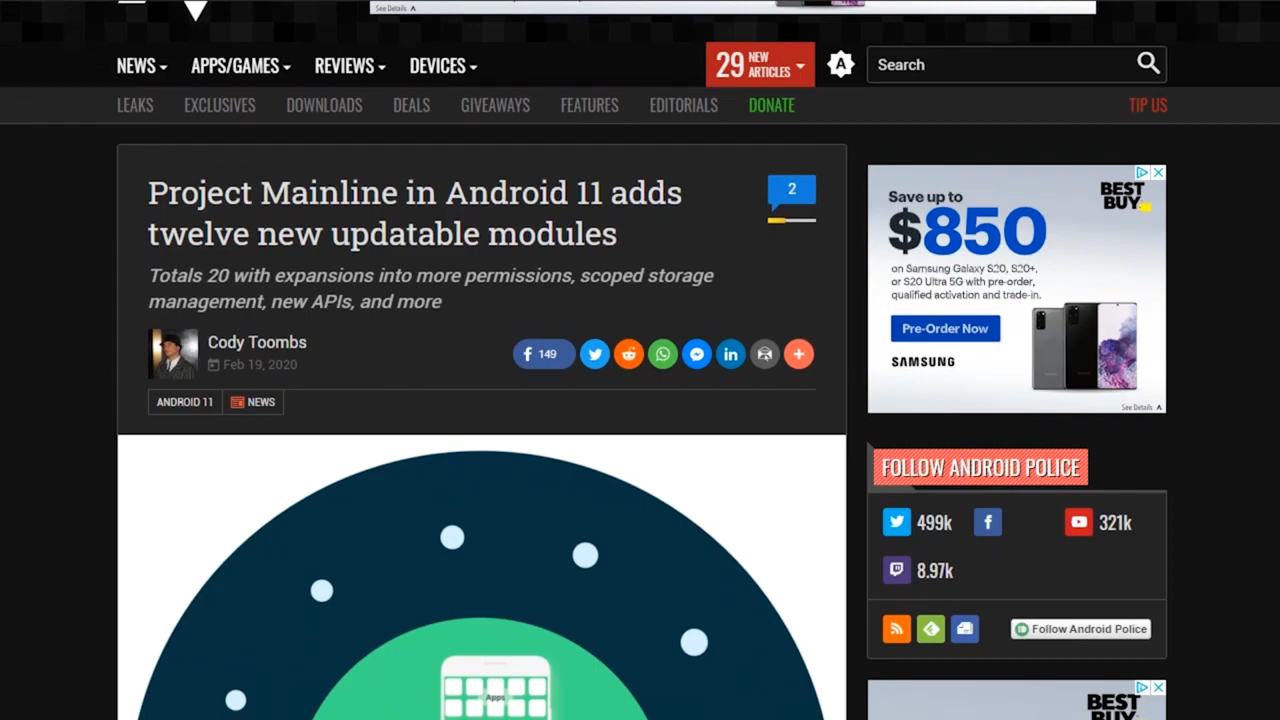 See Details
NEWS
APPS/GAMES
REVIEWS
DEVICES
29 NEW ARTICLES
A
Search
LEAKS
EXCLUSIVES
DOWNLOADS
DEALS
GIVEAWAYS
FEATURES
EDITORIALS
DONATE
TIP US
Project Mainline in Android 11 adds
twelve new updatable modules
2
Totals 20 with expansions into more permissions, scoped storage
management, new APIs, and more
Cody Toombs
Feb 19, 2020
149
ANDROID 11
NEWS
Apps
Save up to
$850
BEST
BUY
on Samsung Galaxy S20, S20+,
or S20 Ultra 5G with pre-order,
qualified activation and trade-in.
Pre-Order Now
SAMSUNG
See Details
FOLLOW ANDROID POLICE
499k
321k
8.97k
Follow Android Police
BEST
BUY